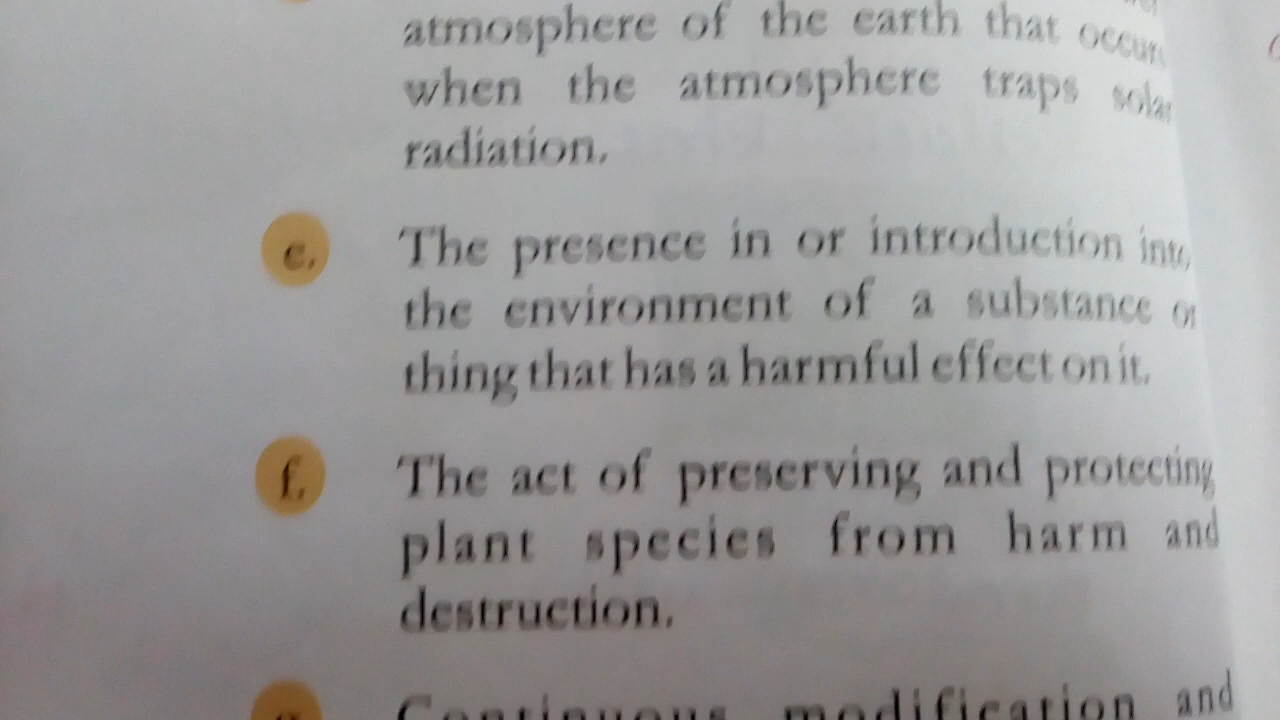 atmosphere of the earth that occurs
when the atmosphere traps solar
radiation.
e. The presence in or introduction into
the environment of a substance or
thing that has a harmful effect on it.
f. The act of preserving and protecting
plant species from harm and
destruction.
Continuous modification and